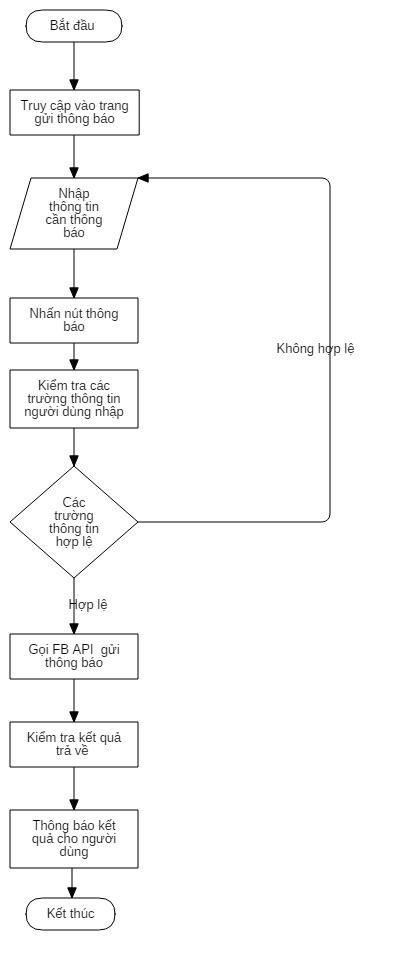 Bắt đầu
Truy cập vào trang
gửi thông báo
Nhập
thông tin
cần thông
báo
Nhấn nút thông
báo
Không hợp lệ
Kiểm tra các
trường thông tin
người dùng nhập
Các
trường
thông tin
hợp lệ
Hợp lệ
Gọi FB API gửi
thông báo
Kiểm tra kết quả
trả về
Thông báo kết
quả cho người
dùng
Kết thúc